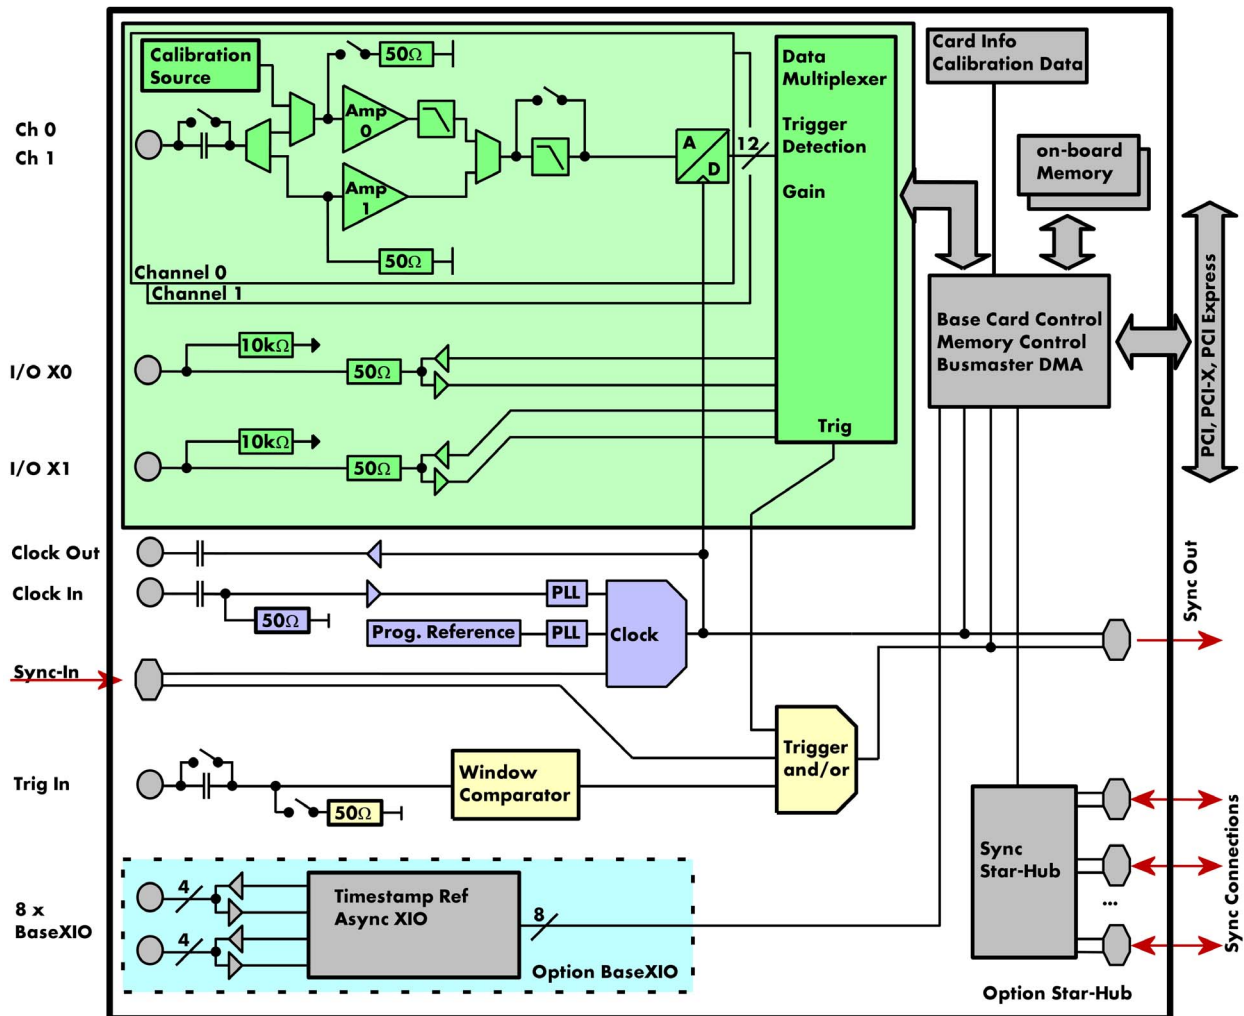 Calibration
Source
50Ω
Amp
0
Amp
1
50Ω
A
D
12
Data
Multiplexer
Trigger
Detection
Gain
Trig
Channel 0
Channel 1
Ch 0
Ch 1
Card Info
Calibration Data
on-board
Memory
Base Card Control
Memory Control
Busmaster DMA
PCI, PCI-X, PCI Express
I/O X0
10kΩ
50Ω
I/O X1
10kΩ
50Ω
Clock Out
Clock In
50Ω
PLL
Prog. Reference
PLL
Clock
Sync Out
Sync-In
Trig In
50Ω
Window
Comparator
Trigger
and/or
8 x
BaseXIO
4
4
Timestamp Ref
Async XIO
8
Option BaseXIO
Sync
Star-Hub
...
Sync Connections
Option Star-Hub